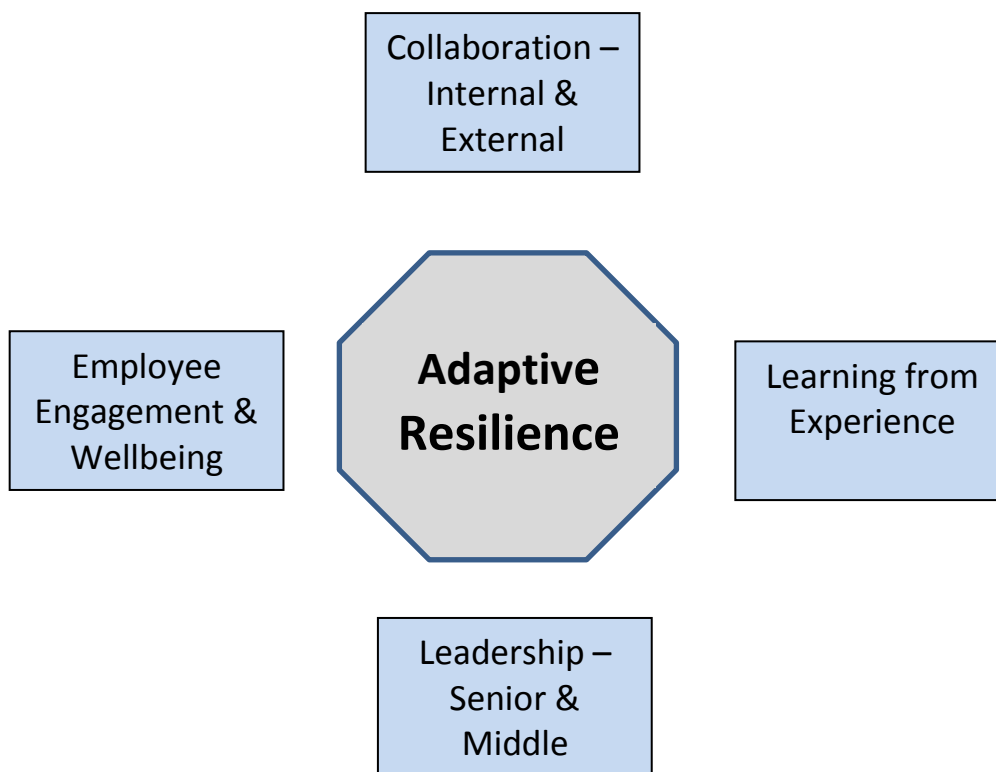 Collaboration –
Internal &
External
Employee
Engagement &
Wellbeing
Adaptive
Resilience
Learning from
Experience
Leadership –
Senior &
Middle